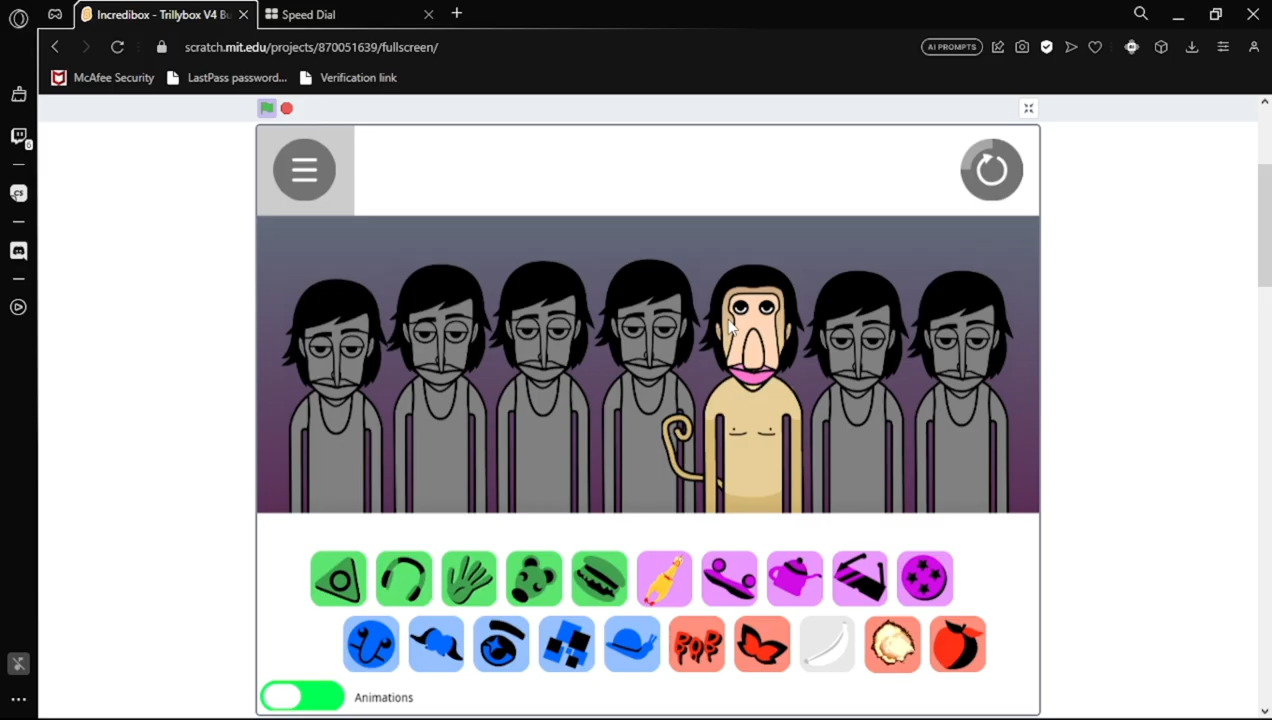 Incredibox - Trillybox V4 Bu
Speed Dial
scratch.mit.edu/projects/870051639/fullscreen/
AI PROMPTS
McAfee Security
LastPass password...
Verification link
BOB
Animations